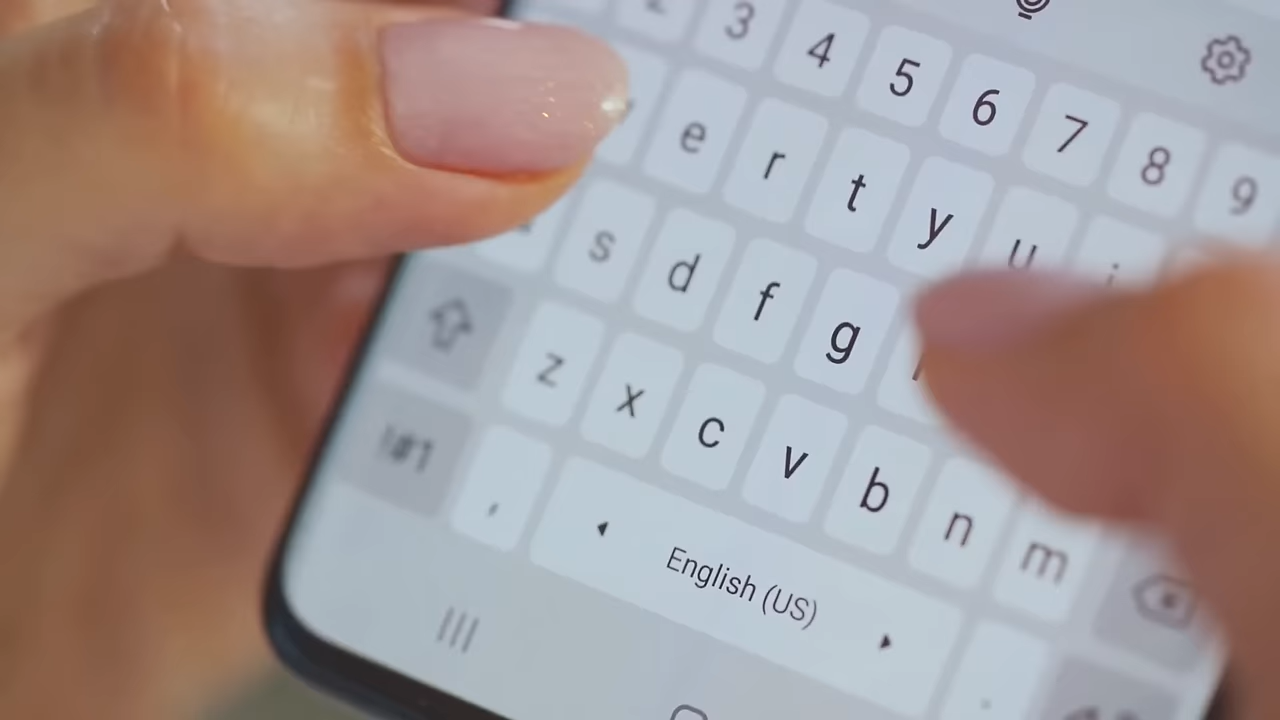 3 4 5 6 7 8 9
e r t y u i
s d f g
z x c v b n m
!#1 , English (US) .